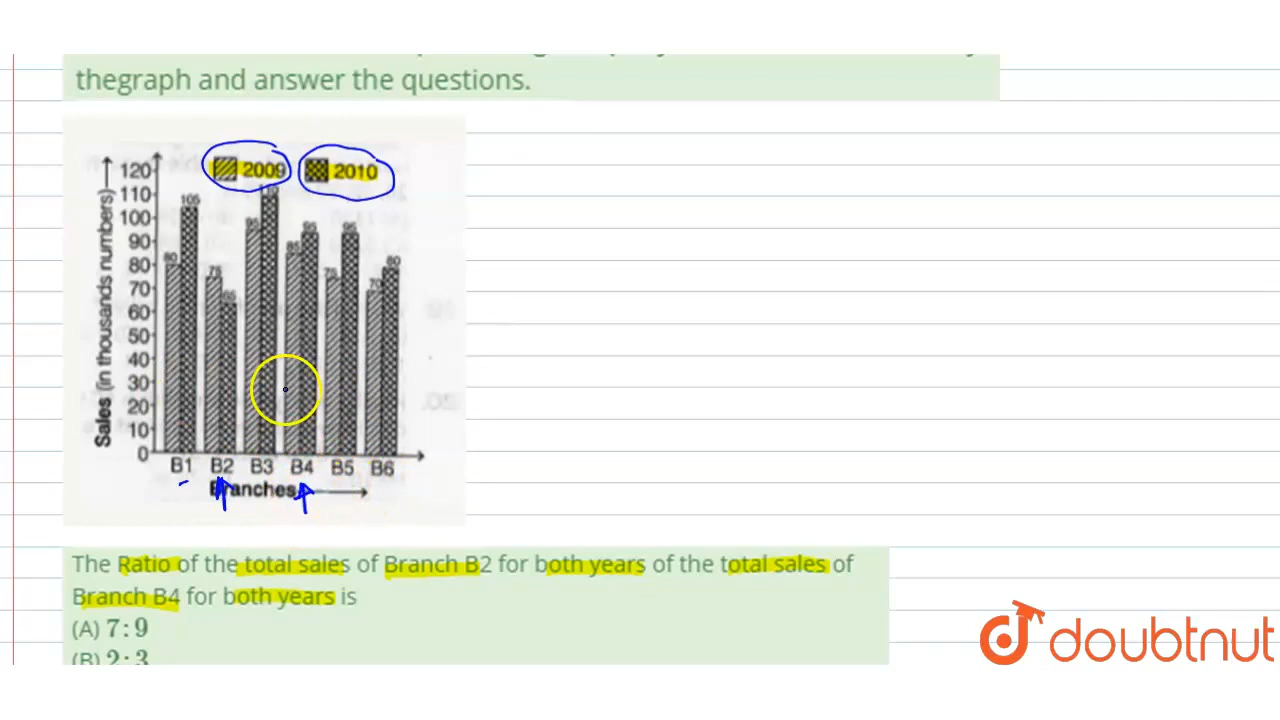 thegraph and answer the questions.
2009 2010
120
110
100
90
80
70
60
50
40
30
20
10
0
Sales (in thousands numbers)
80 105 75 65 95 110 85 95 75 95 70 80
B1 B2 B3 B4 B5 B6
Branches
The Ratio of the total sales of Branch B2 for both years of the total sales of
Branch B4 for both years is
(A) 7:9
(B) 2:3
doubtnut